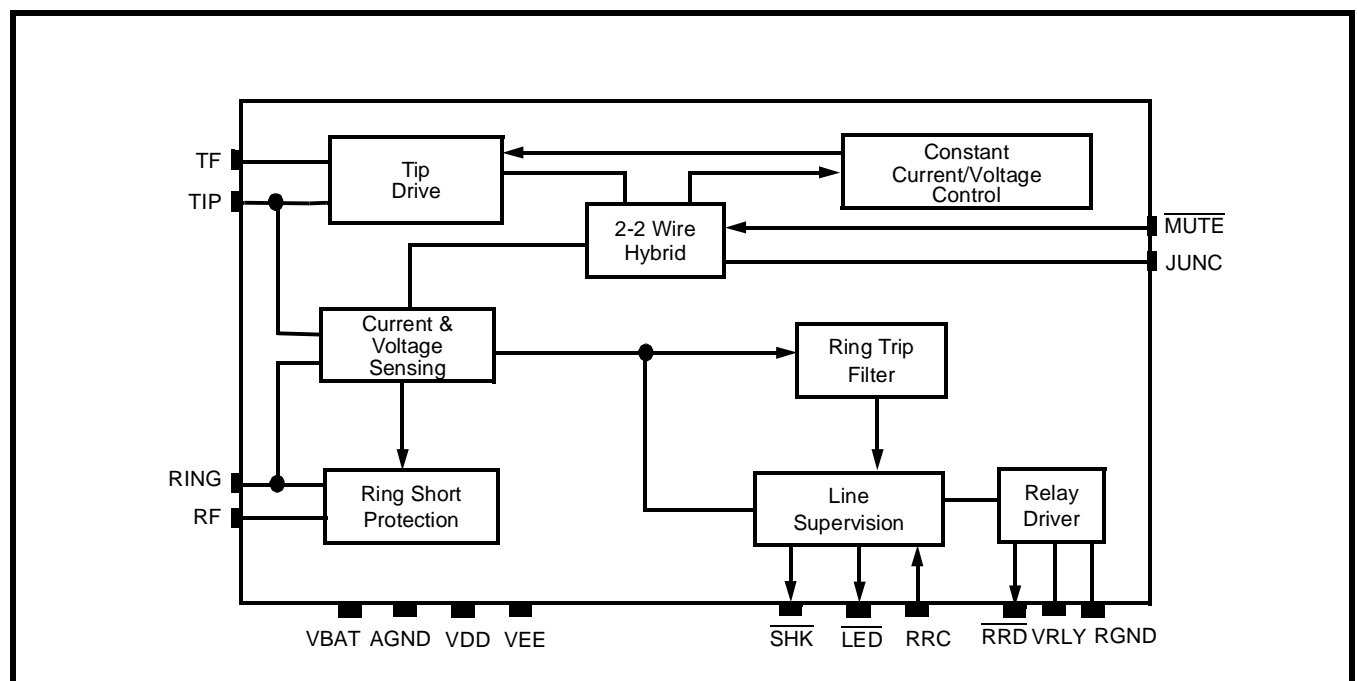 TF
TIP
Tip
Drive
Constant
Current/Voltage
Control
2-2 Wire
Hybrid
MUTE
JUNC
Current &
Voltage
Sensing
Ring Trip
Filter
RING
RF
Ring Short
Protection
Line
Supervision
Relay
Driver
VBAT AGND VDD VEE SHK LED RRC RRD VRLY RGND